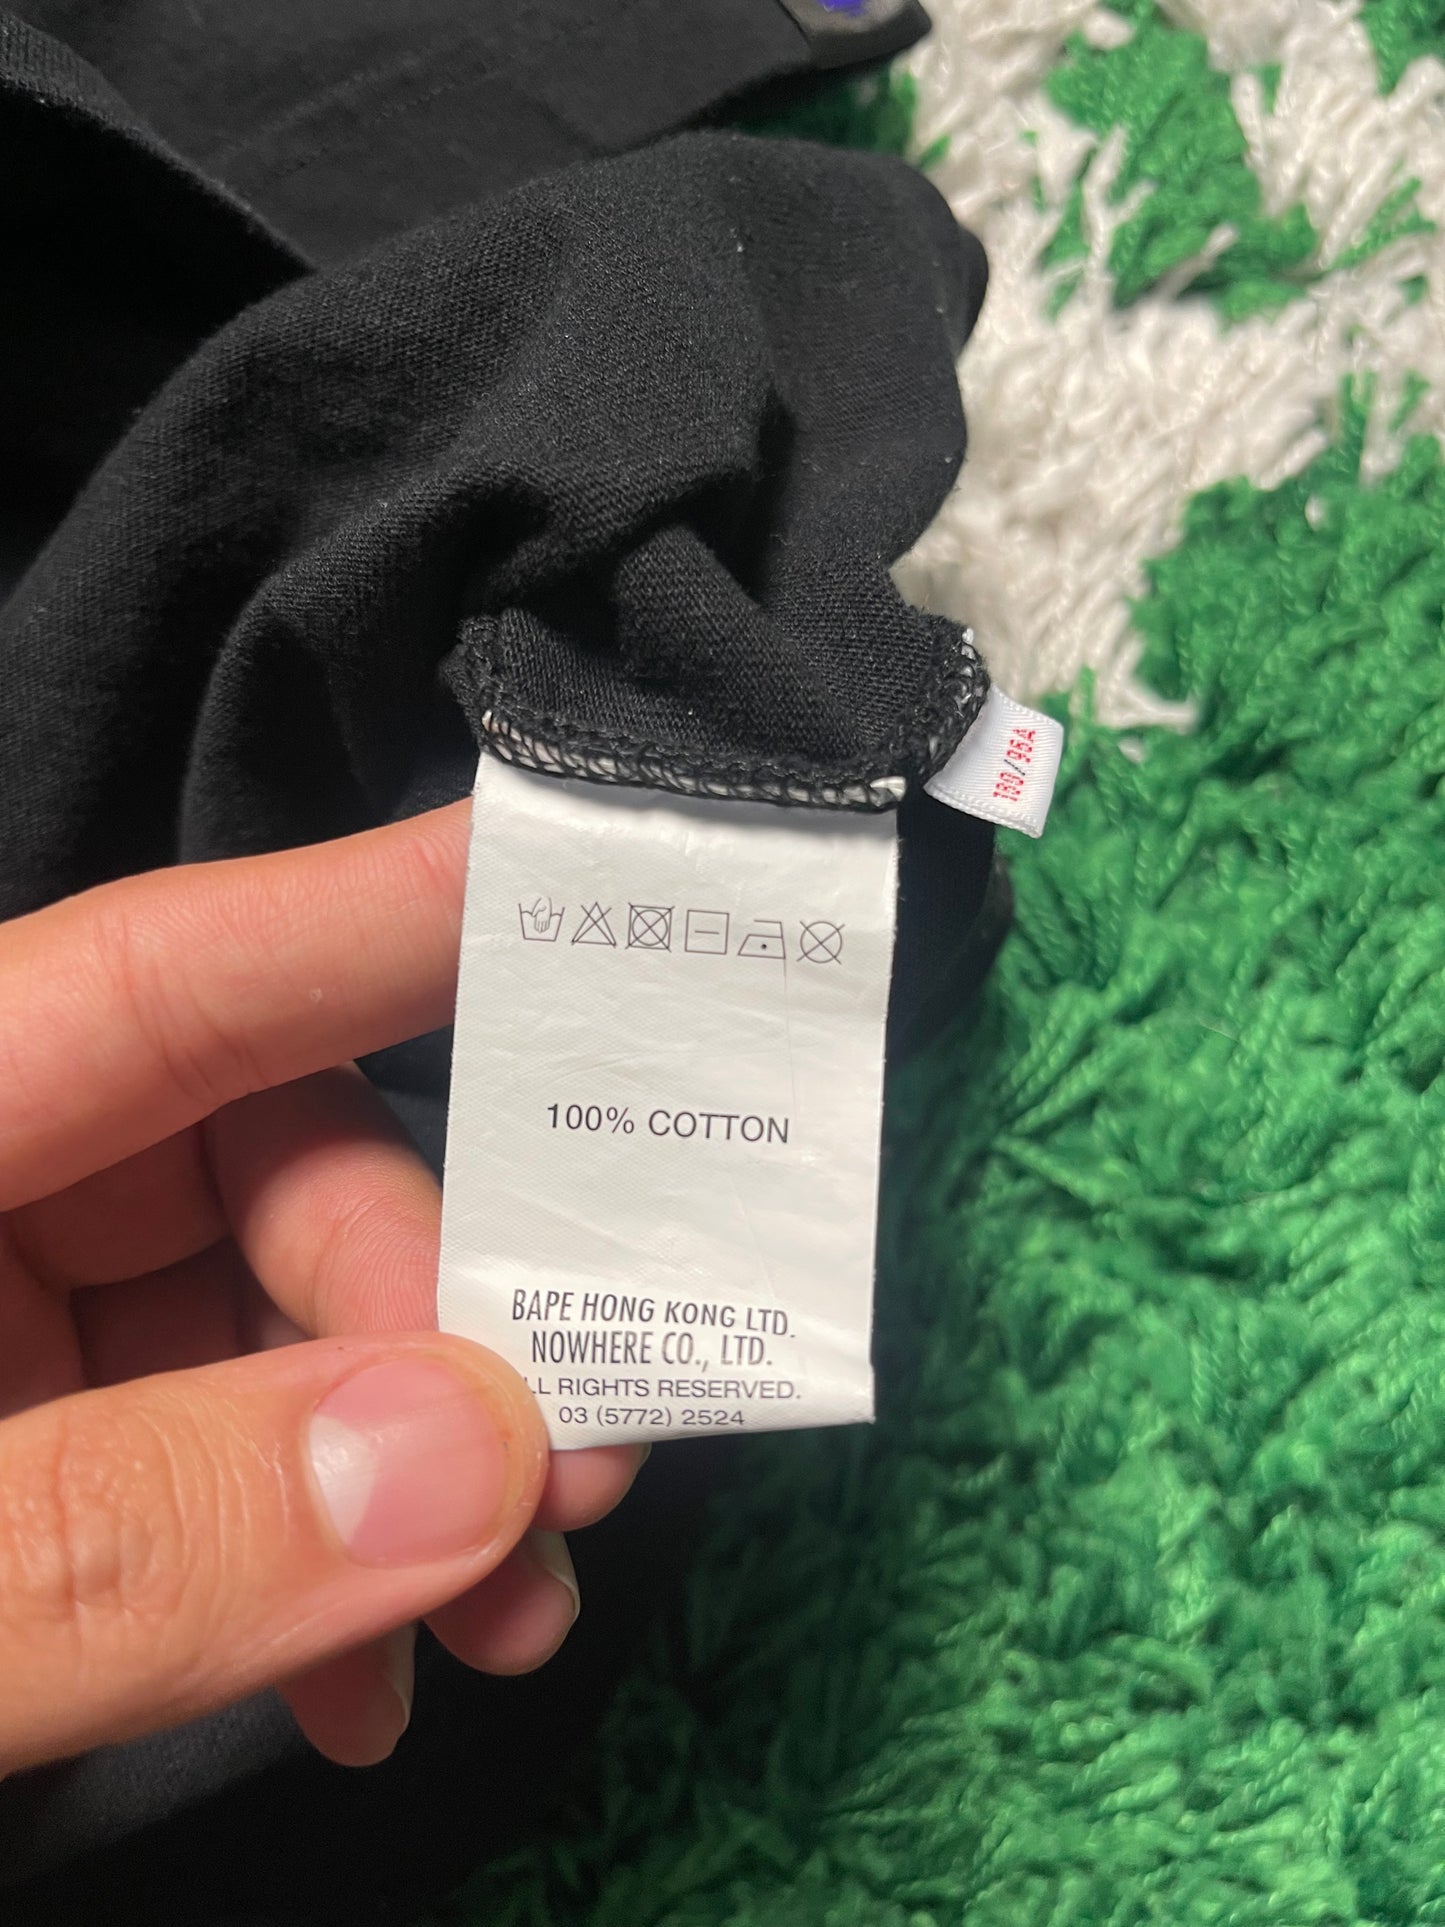 100% COTTON
BAPE HONG KONG LTD.
NOWHERE CO., LTD.
LL RIGHTS RESERVED.
03 (5772) 2524
180/96A